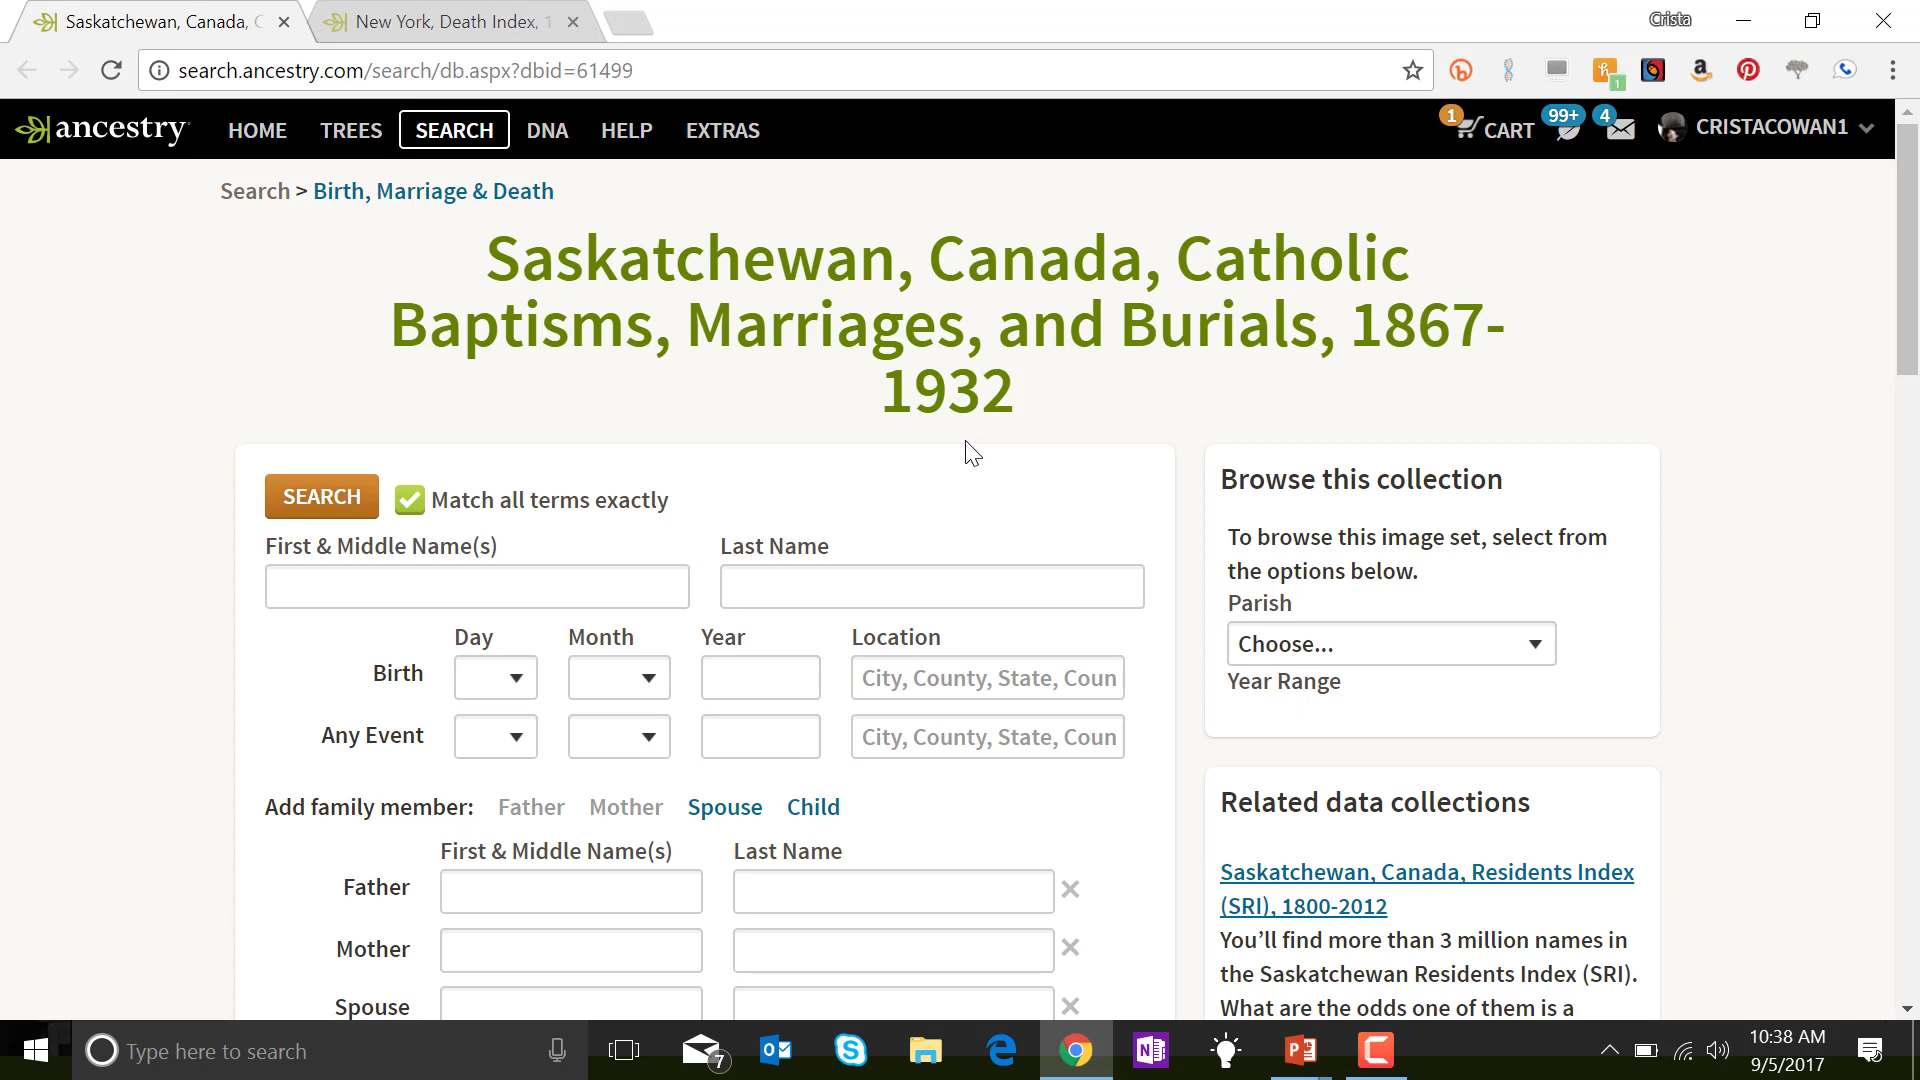 Saskatchewan, Canada, C
New York, Death Index, 1
Crista
search.ancestry.com/search/db.aspx?dbid=61499
1
ancestry
HOME TREES SEARCH DNA HELP EXTRAS
1 CART 99+ 4 CRISTACOWAN1
Search > Birth, Marriage & Death
Saskatchewan, Canada, Catholic
Baptisms, Marriages, and Burials, 1867-
1932
SEARCH Match all terms exactly
First & Middle Name(s) Last Name
Day Month Year Location
Birth City, County, State, Coun
Any Event City, County, State, Coun
Add family member: Father Mother Spouse Child
First & Middle Name(s) Last Name
Father
Mother
Spouse
Browse this collection
To browse this image set, select from
the options below.
Parish
Choose...
Year Range
Related data collections
Saskatchewan, Canada, Residents Index
(SRI), 1800-2012
You’ll find more than 3 million names in
the Saskatchewan Residents Index (SRI).
What are the odds one of them is a
Type here to search
7
10:38 AM
9/5/2017